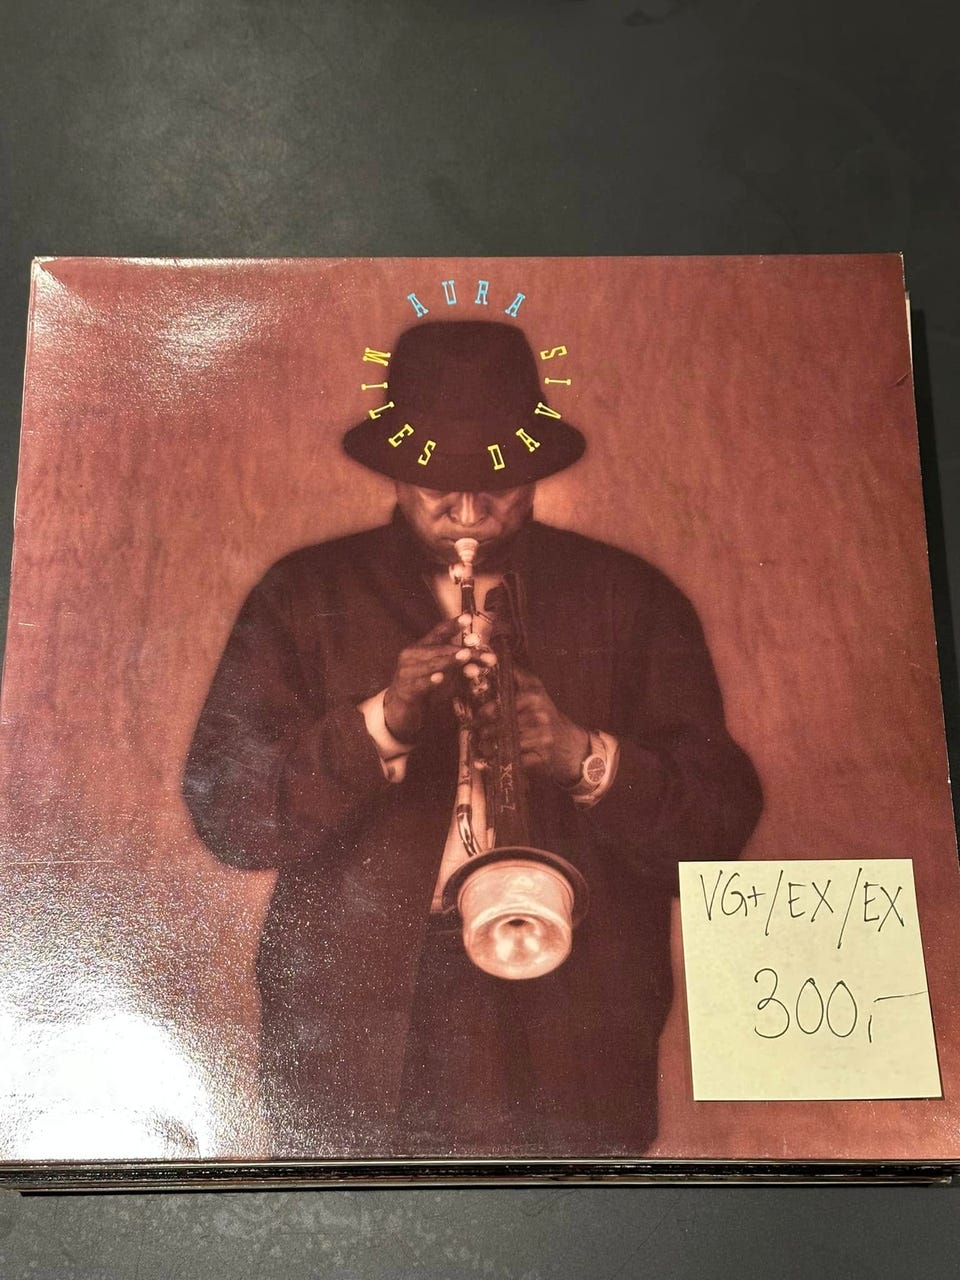 AURA
MILES DAVIS
VG+/EX/EX
300,-